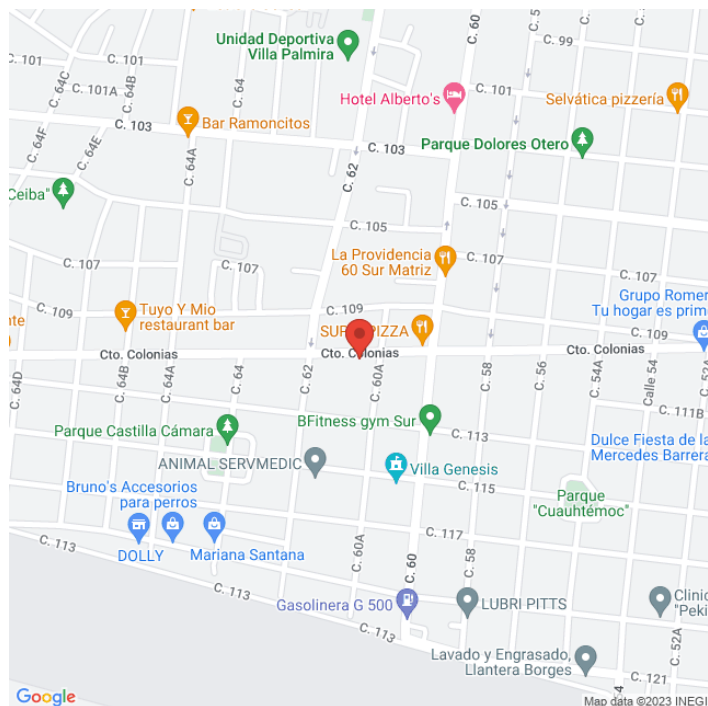 Unidad Deportiva
Villa Palmira
C. 60
C. 99
C. 101
C. 101
C. 64C
C. 64B
C. 101A
C. 64
Hotel Alberto's
C. 101
Selvática pizzería
C. 64F
C. 64E
C. 103
Bar Ramoncitos
C. 64A
C. 62
C. 103
Parque Dolores Otero
Ceiba"
C. 105
C. 105
La Providencia
60 Sur Matriz
C. 107
C. 107
C. 107
C. 107
C. 109
Tuyo Y Mio
restaurant bar
C. 109
C. 109
Grupo Romer
Tu hogar es prim
nte
Cto. Colonias
Cto. Colonias
Cto. Colonias
C. 64D
C. 64B
C. 64A
C. 64
C. 62
C. 60A
C. 58
C. 56
C. 54A
Calle 54
C. 53A
C. 111B
Parque Castilla Cámara
BFitness gym Sur
C. 113
ANIMAL SERVMEDIC
Villa Genesis
Dulce Fiesta de la
Mercedes Barrera
C. 115
Bruno's Accesorios
para perros
Parque
"Cuauhtémoc"
DOLLY
Mariana Santana
C. 117
C. 113
C. 60A
C. 60
C. 58
Gasolinera G 500
LUBRI PITTS
Clinic
"Peki
C. 113
Lavado y Engrasado,
Llantera Borges
C. 52A
C. 121
54
Google
Map data ©2023 INEGI